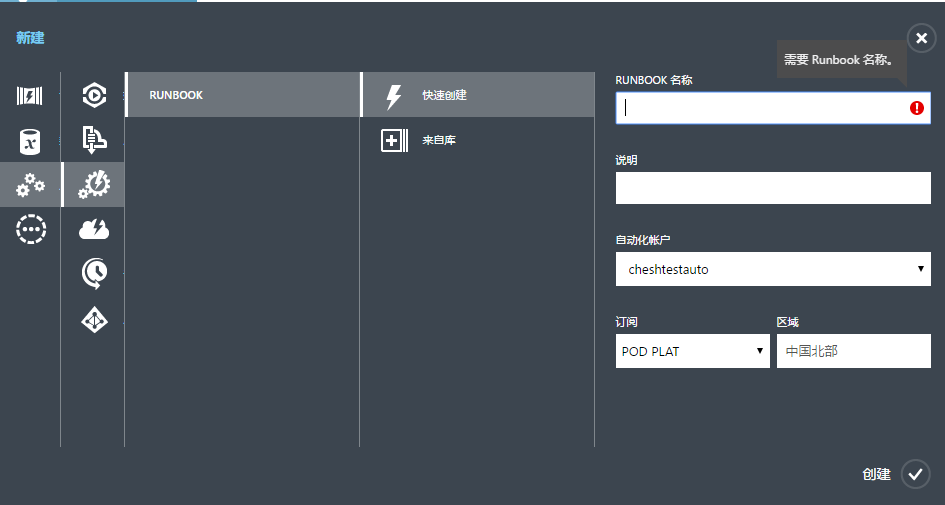 新建
需要 Runbook 名称。
RUNBOOK
快速创建
来自库
RUNBOOK 名称
说明
自动化帐户
cheshtestauto
订阅
区域
POD PLAT
中国北部
创建